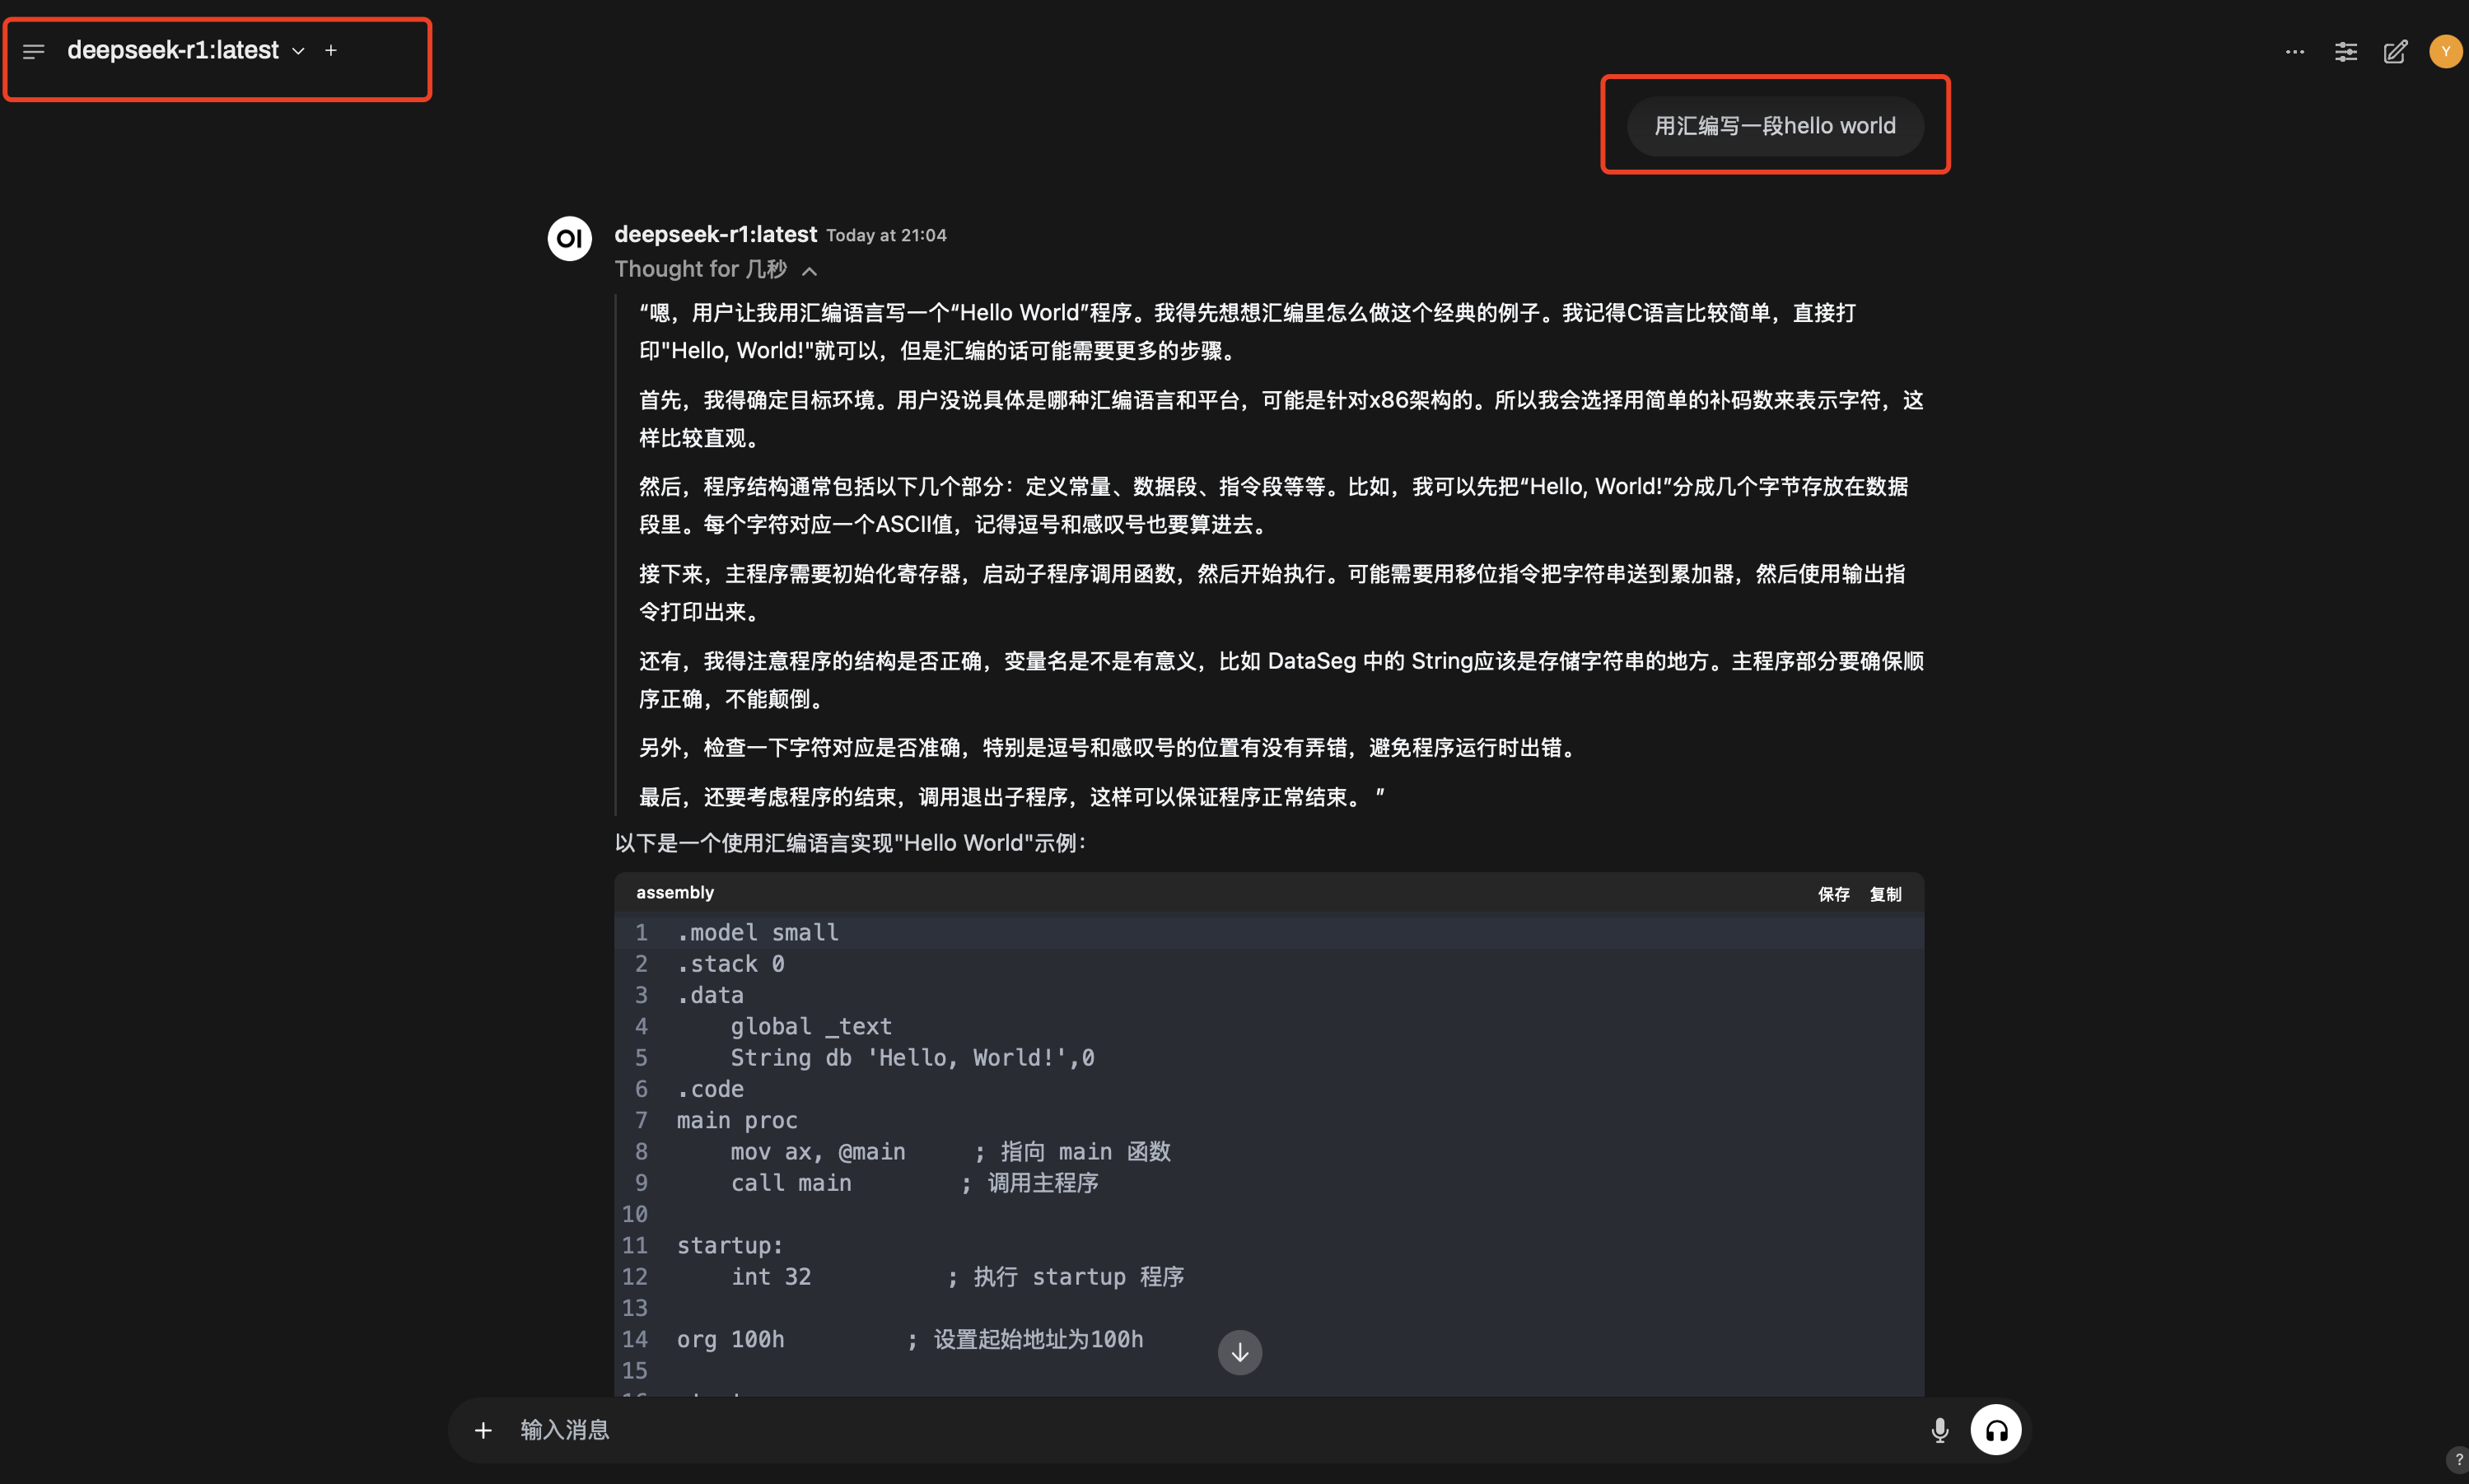 deepseek-r1:latest
Y
用汇编写一段hello world
OI
deepseek-r1:latest Today at 21:04
Thought for 几秒
“嗯，用户让我用汇编语言写一个“Hello World”程序。我得先想想汇编里怎么做这个经典的例子。我记得C语言比较简单，直接打
印"Hello, World!"就可以，但是汇编的话可能需要更多的步骤。
首先，我得确定目标环境。用户没说具体是哪种汇编语言和平台，可能是针对x86架构的。所以我会选择用简单的补码数来表示字符，这
样比较直观。
然后，程序结构通常包括以下几个部分：定义常量、数据段、指令段等等。比如，我可以先把“Hello, World!”分成几个字节存放在数据
段里。每个字符对应一个ASCII值，记得逗号和感叹号也要算进去。
接下来，主程序需要初始化寄存器，启动子程序调用函数，然后开始执行。可能需要用移位指令把字符串送到累加器，然后使用输出指
令打印出来。
还有，我得注意程序的结构是否正确，变量名是不是有意义，比如 DataSeg 中的 String应该是存储字符串的地方。主程序部分要确保顺
序正确，不能颠倒。
另外，检查一下字符对应是否准确，特别是逗号和感叹号的位置有没有弄错，避免程序运行时出错。
最后，还要考虑程序的结束，调用退出子程序，这样可以保证程序正常结束。 ”
以下是一个使用汇编语言实现"Hello World"示例：
assembly 保存 复制
1 .model small
2 .stack 0
3 .data
4     global _text
5     String db 'Hello, World!',0
6 .code
7 main proc
8     mov ax, @main     ; 指向 main 函数
9     call main        ; 调用主程序
10
11 startup:
12     int 32          ; 执行 startup 程序
13
14 org 100h         ; 设置起始地址为100h
15
输入消息
?